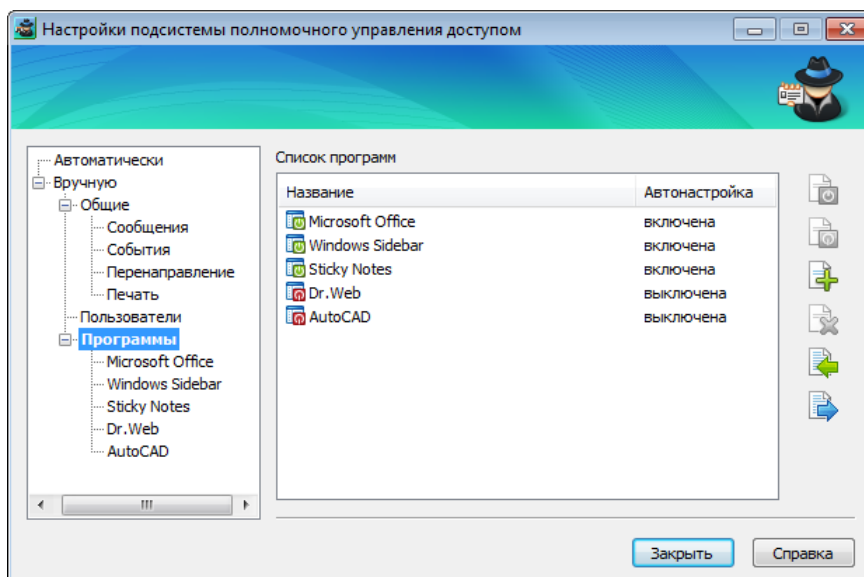 Настройки подсистемы полномочного управления доступом
Автоматически
Вручную
Общие
Сообщения
События
Перенаправление
Печать
Пользователи
Программы
Microsoft Office
Windows Sidebar
Sticky Notes
Dr.Web
AutoCAD
Список программ
Название Автонастройка
Microsoft Office включена
Windows Sidebar включена
Sticky Notes включена
Dr.Web выключена
AutoCAD выключена
Закрыть Справка